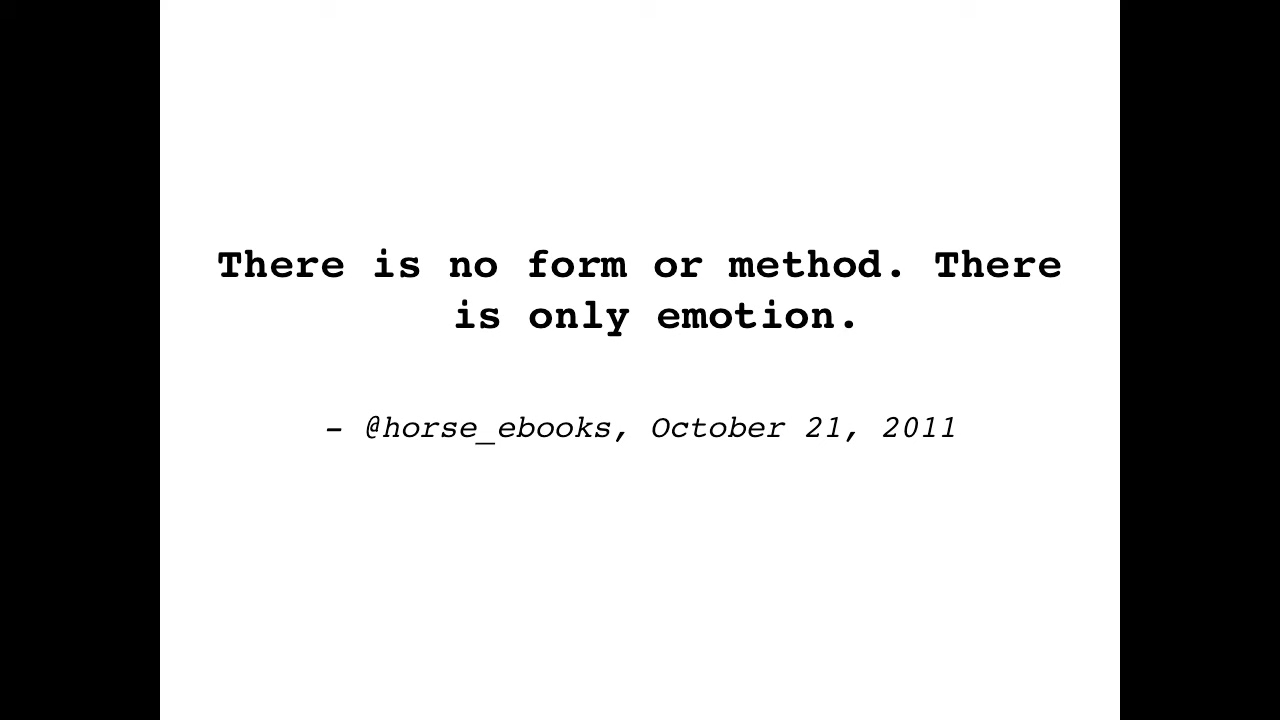 There is no form or method. There
is only emotion.
– @horse_ebooks, October 21, 2011